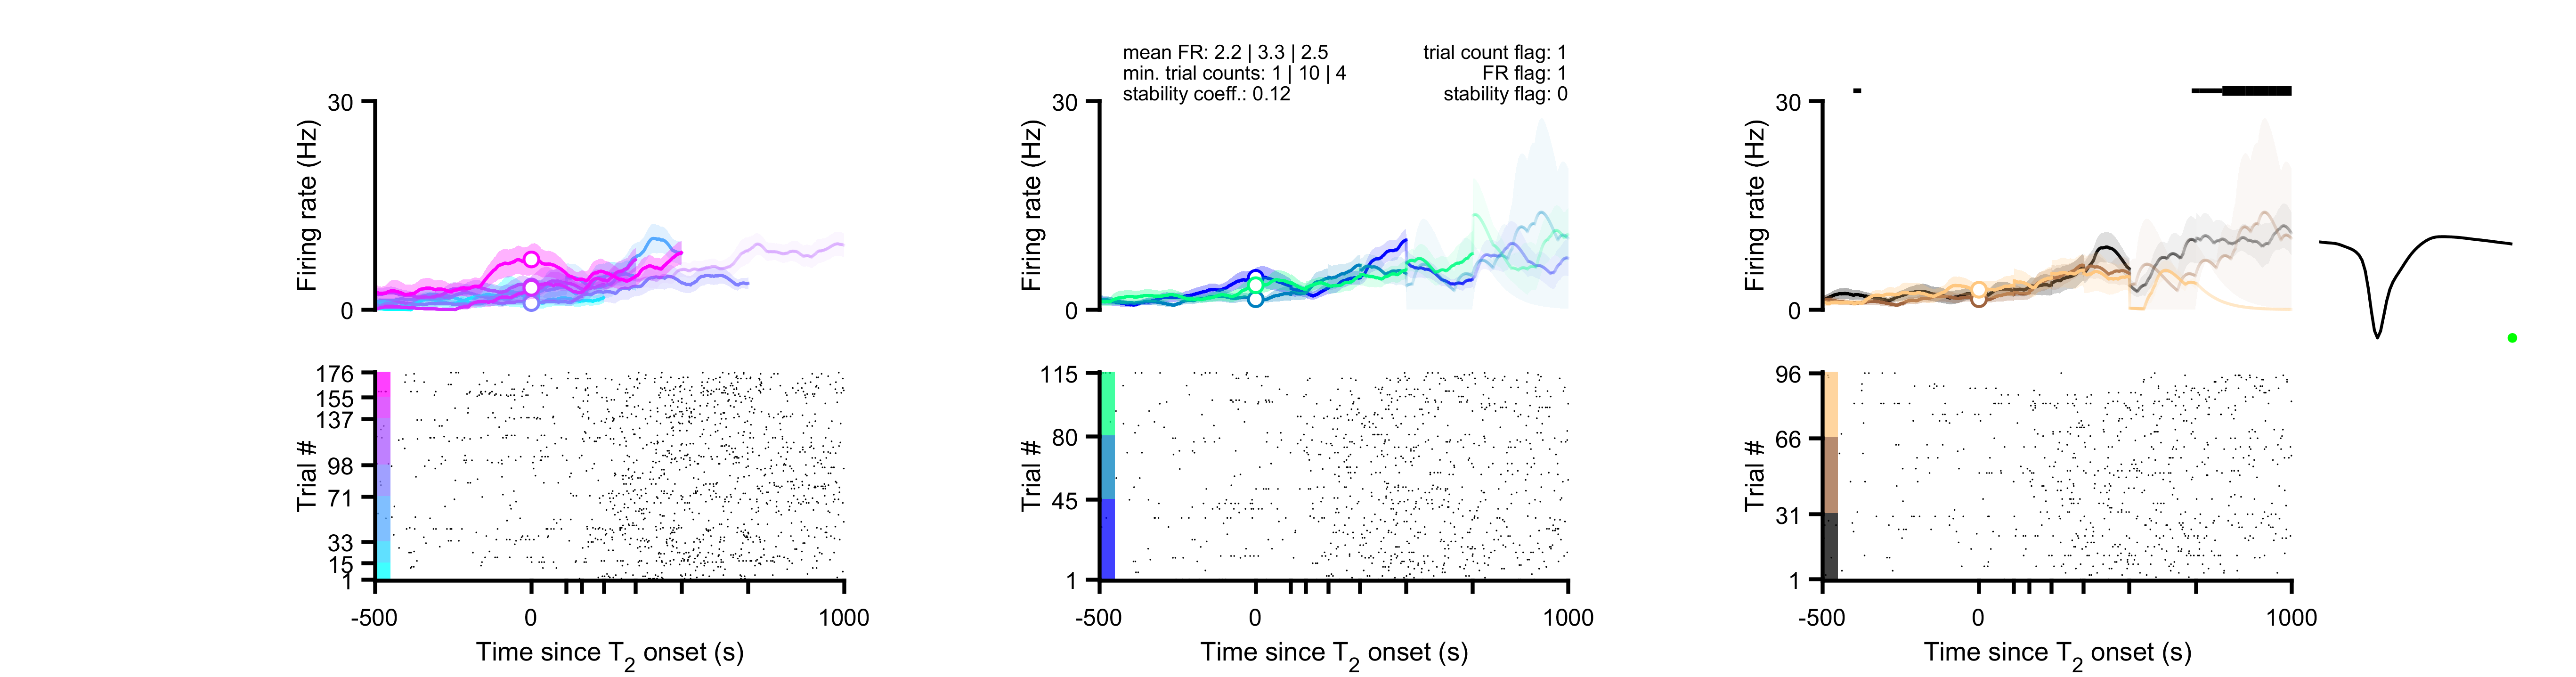 mean FR: 2.2 | 3.3 | 2.5
min. trial counts: 1 | 10 | 4
stability coeff.: 0.12
trial count flag: 1
FR flag: 1
stability flag: 0
30
Firing rate (Hz)
0
30
Firing rate (Hz)
0
30
Firing rate (Hz)
0
176
155
137
98
71
33
15
1
Trial #
-500
0
1000
Time since T2 onset (s)
115
80
45
1
Trial #
-500
0
1000
Time since T2 onset (s)
96
66
31
1
Trial #
-500
0
1000
Time since T2 onset (s)